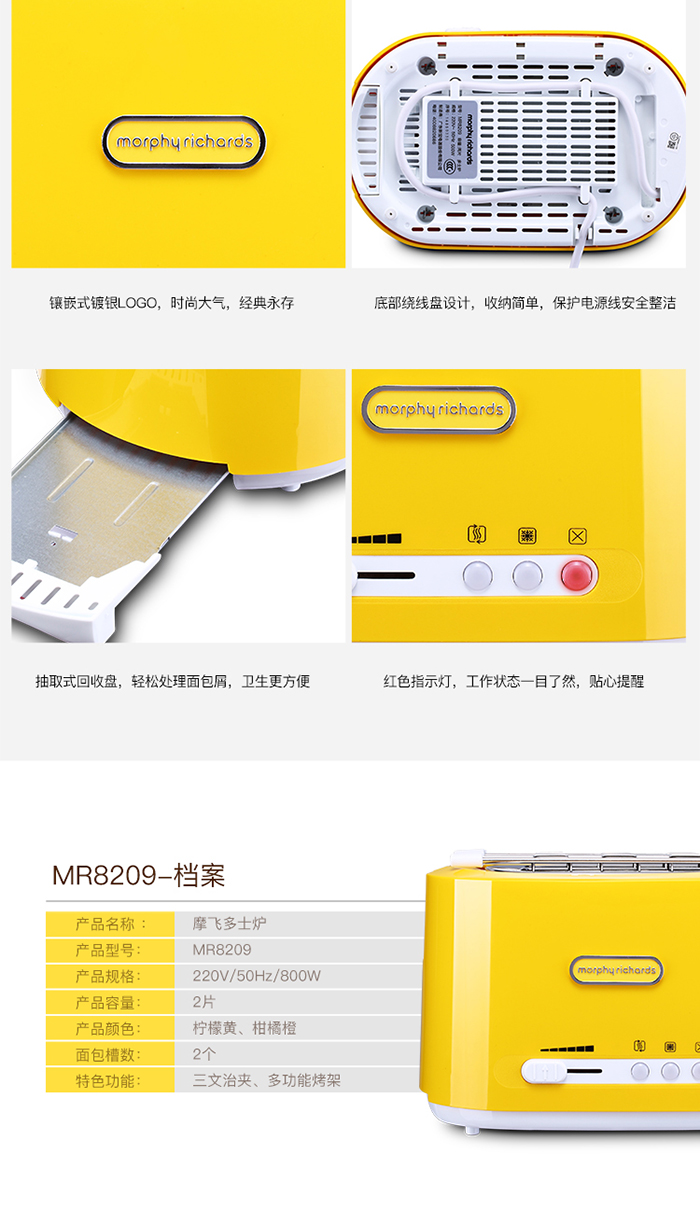 morphyrichards
morphyrichards
镶嵌式镀银LOGO，时尚大气，经典永存
底部绕线盘设计，收纳简单，保护电源线安全整洁
morphyrichards
抽取式回收盘，轻松处理面包屑，卫生更方便
红色指示灯，工作状态一目了然，贴心提醒
MR8209-档案
产品名称 ： 摩飞多士炉
产品型号： MR8209
产品规格： 220V/50Hz/800W
产品容量： 2片
产品颜色： 柠檬黄、柑橘橙
面包槽数： 2个
特色功能： 三文治夹、多功能烤架
morphyrichards